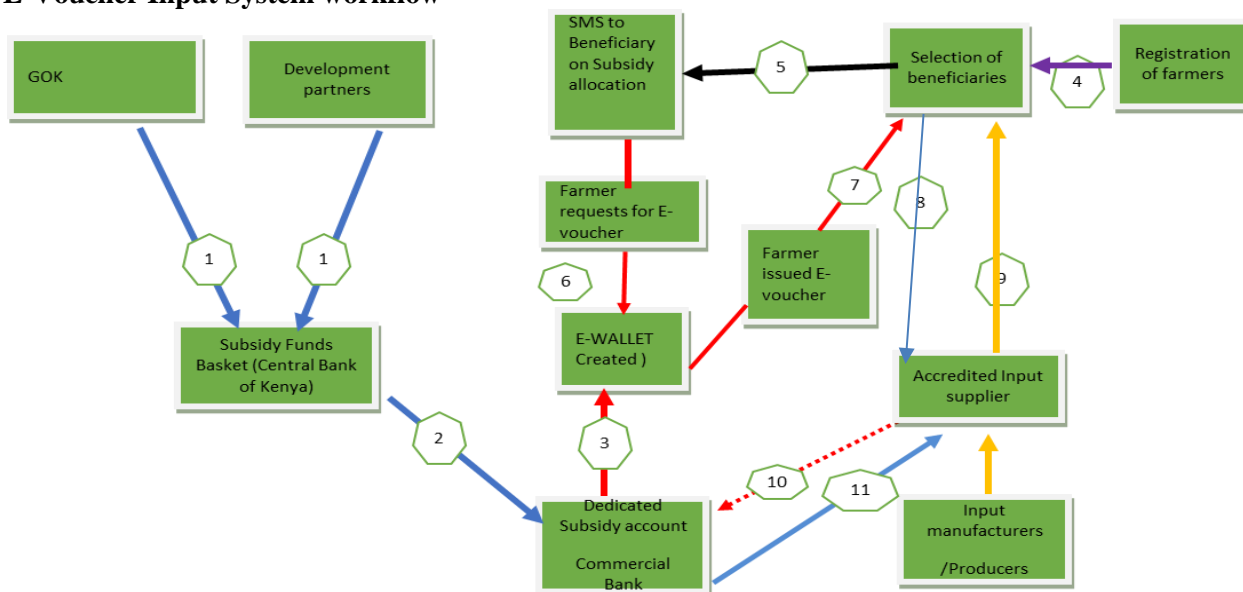 E-Voucher Input System workflow
GOK
Development
partners
SMS to
Beneficiary
on Subsidy
allocation
5
Selection of
beneficiaries
4
Registration
of farmers
Farmer
requests for E-
voucher
7
8
1
1
6
Farmer
issued E-
voucher
9
Subsidy Funds
Basket (Central Bank
of Kenya)
E-WALLET
Created )
Accredited Input
supplier
2
3
10
11
Dedicated
Subsidy account
Commercial
Bank
Input
manufacturers
/Producers